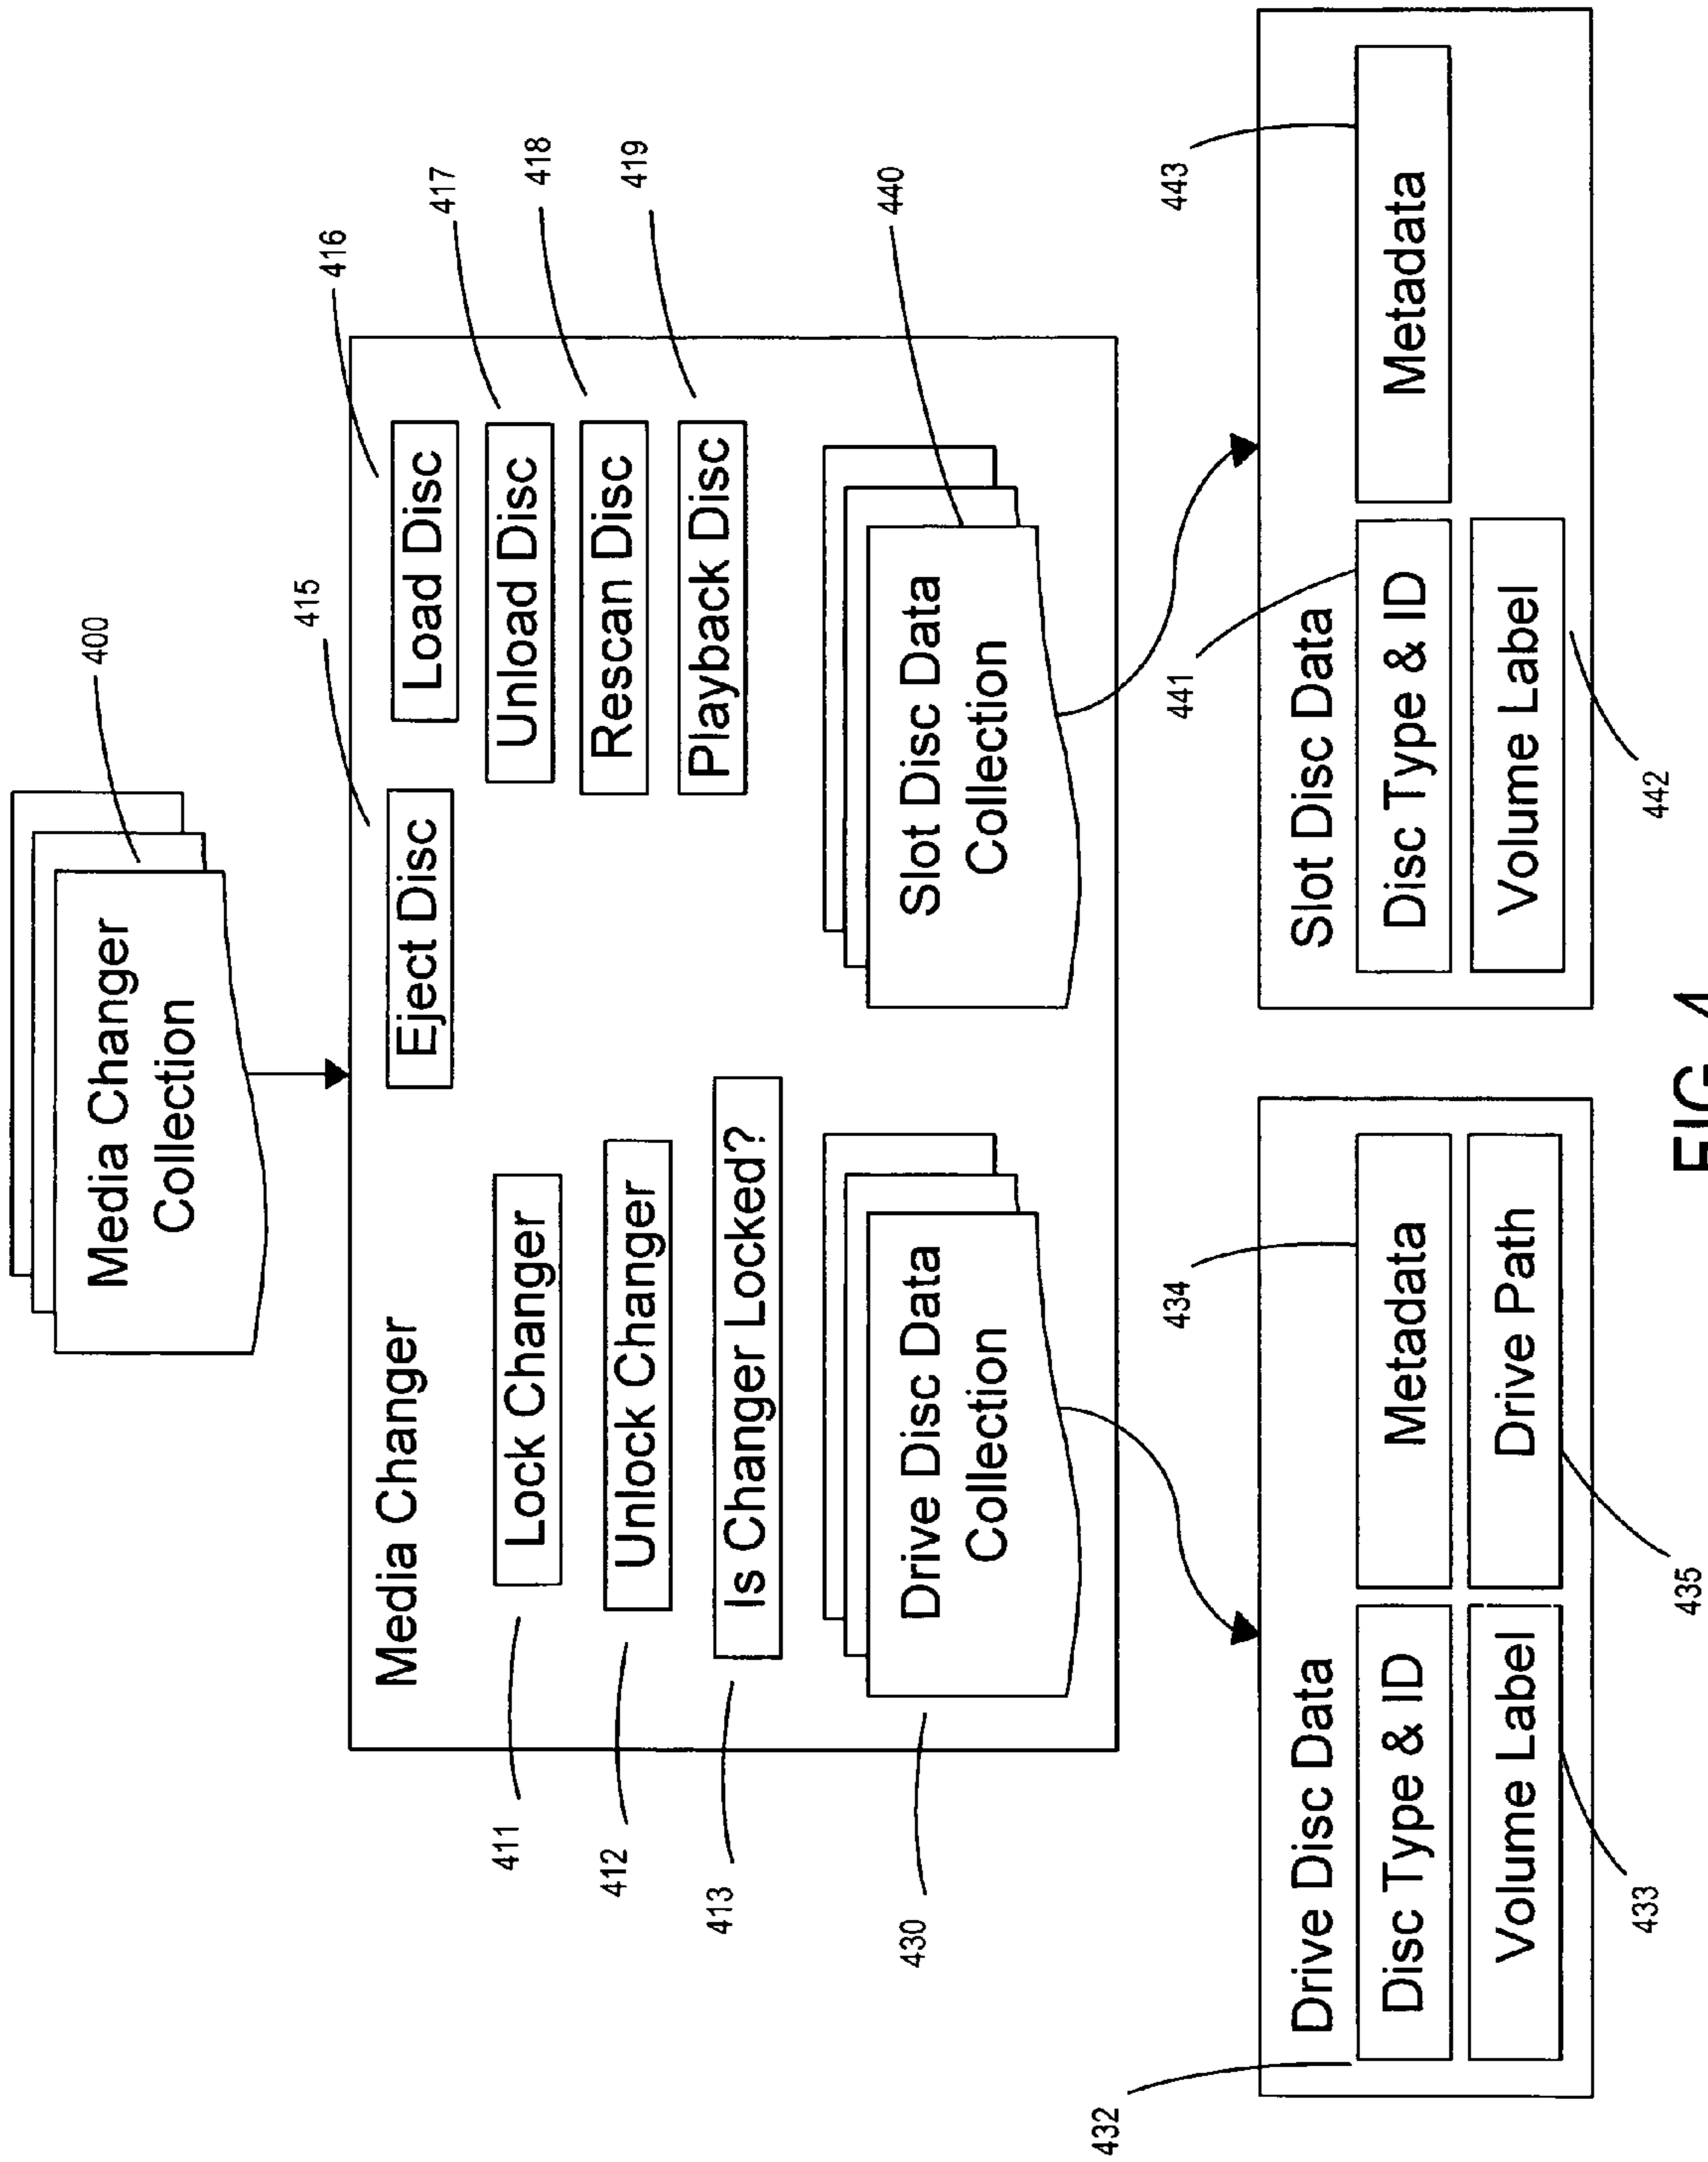 400
Media Changer
Collection
Media Changer
415
416
417
418
419
Eject Disc
Load Disc
411
Lock Changer
Unload Disc
412
Unlock Changer
Rescan Disc
413
Is Changer Locked?
Playback Disc
430
Drive Disc Data
Collection
440
Slot Disc Data
Collection
432
Drive Disc Data
434
Disc Type & ID
Metadata
Volume Label
Drive Path
433
435
441
Slot Disc Data
443
Disc Type & ID
Metadata
Volume Label
442
FIG. 4